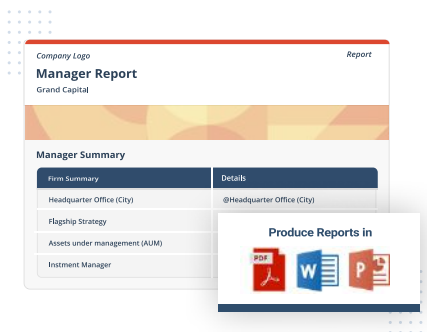 Company Logo
Report
Manager Report
Grand Capital
Manager Summary
Firm Summary
Details
Headquarter Office (City)
@Headquarter Office (City)
Flagship Strategy
Assets under management (AUM)
Instment Manager
Produce Reports in
PDF
W
P